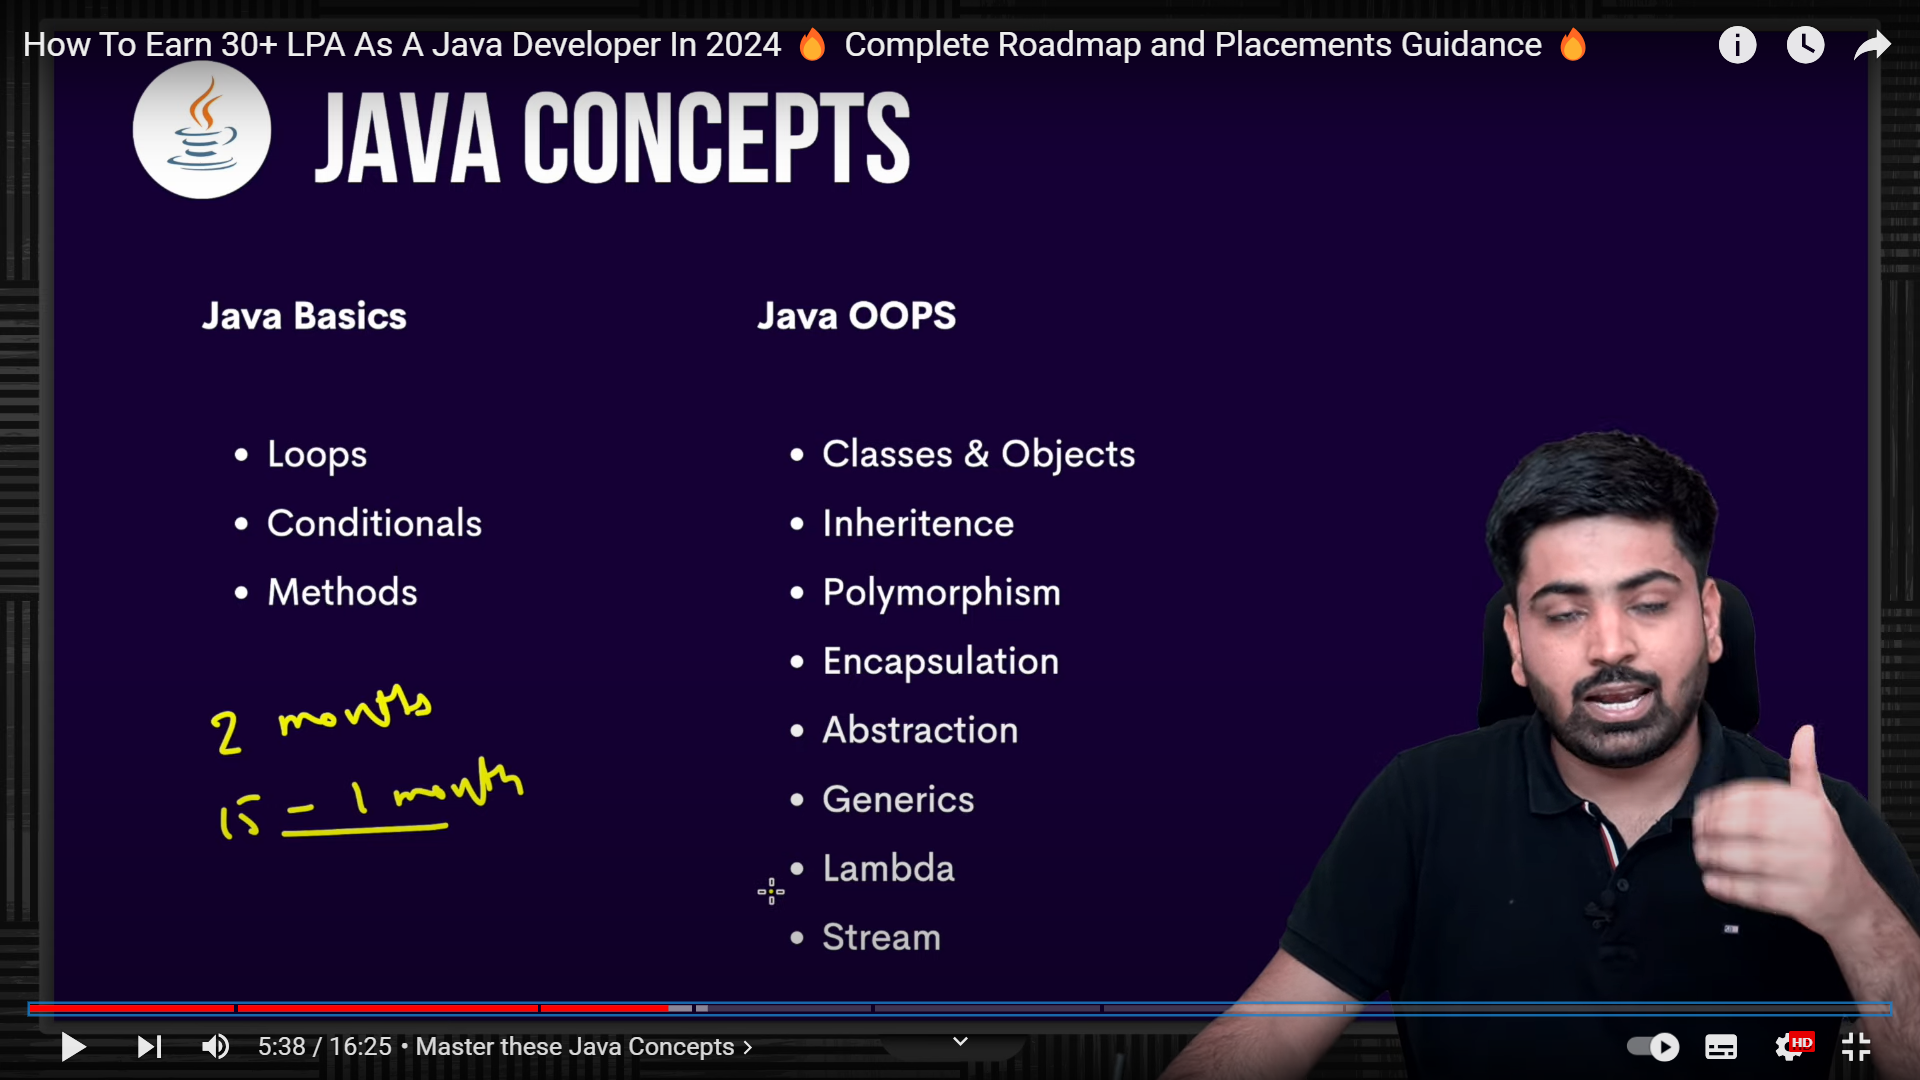 How To Earn 30+ LPA As A Java Developer In 2024 🔥 Complete Roadmap and Placements Guidance 🔥
JAVA CONCEPTS
Java Basics
Loops
Conditionals
Methods
2 months
15 - 1 month
Java OOPS
Classes & Objects
Inheritence
Polymorphism
Encapsulation
Abstraction
Generics
Lambda
Stream
5:38 / 16:25 • Master these Java Concepts >
HD